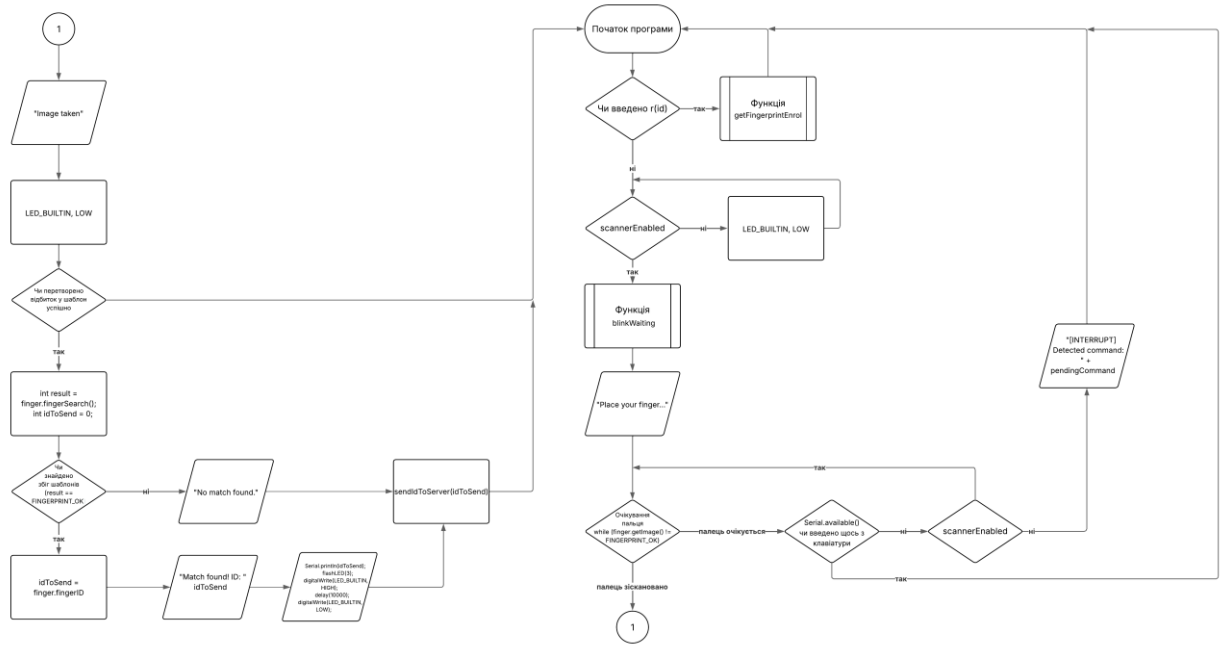 1
"Image taken"
LED_BUILTIN, LOW
Чи перетворено
відбиток у шаблон
успішно
так
int result =
finger.fingerSearch();
int idToSend = 0;
Чи
знайдено
збіг шаблонів
(result ==
FINGERPRINT_OK
ні
"No match found."
sendIdToServer(idToSend)
так
idToSend =
finger.fingerID
"Match found! ID: "
idToSend
Serial.println(idToSend);
flashLED(3);
digitalWrite(LED_BUILTIN,
HIGH);
delay(10000);
digitalWrite(LED_BUILTIN,
LOW);
Початок програми
Чи введено r{id}
так
Функція
getFingerprintEnrol
ні
scannerEnabled
ні
LED_BUILTIN, LOW
так
Функція
blinkWaiting
"Place your finger..."
так
Очікування
пальця
while (finger.getImage() !=
FINGERPRINT_OK)
палець очікується
Serial.available()
чи введено щось з
клавіатури
ні
scannerEnabled
ні
"[INTERRUPT]
Detected command:
" +
pendingCommand
так
палець зіскановано
1